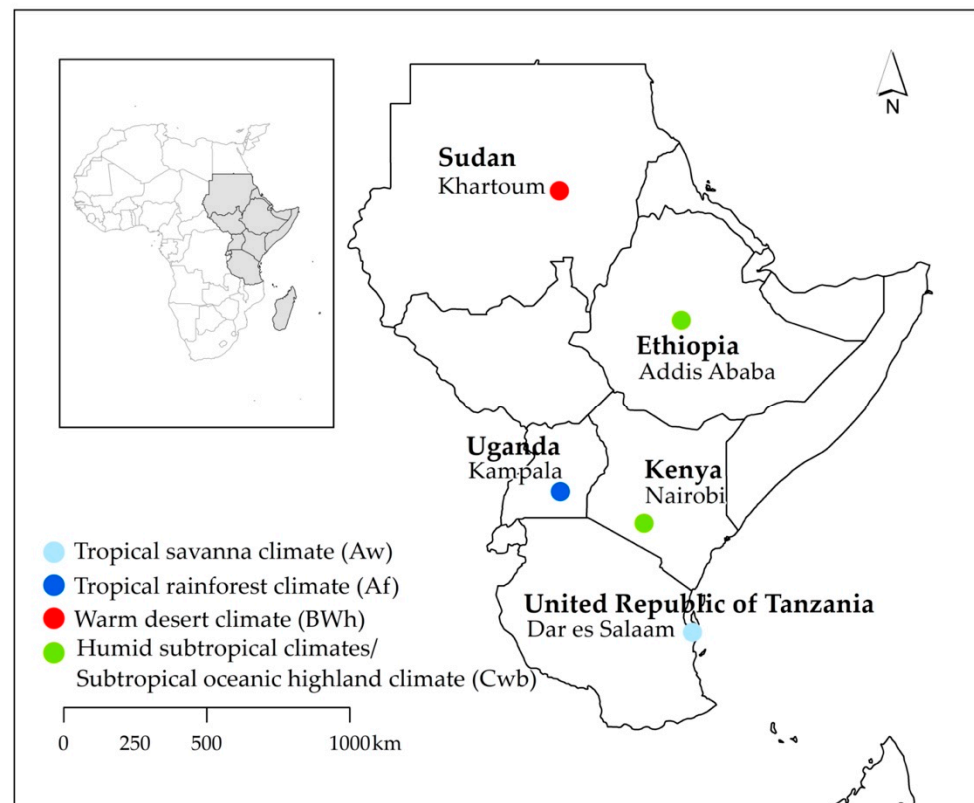 N
Sudan
Khartoum
Ethiopia
Addis Ababa
Uganda
Kampala
Kenya
Nairobi
United Republic of Tanzania
Dar es Salaam
Tropical savanna climate (Aw)
Tropical rainforest climate (Af)
Warm desert climate (BWh)
Humid subtropical climates/
Subtropical oceanic highland climate (Cwb)
0 250 500 1000km